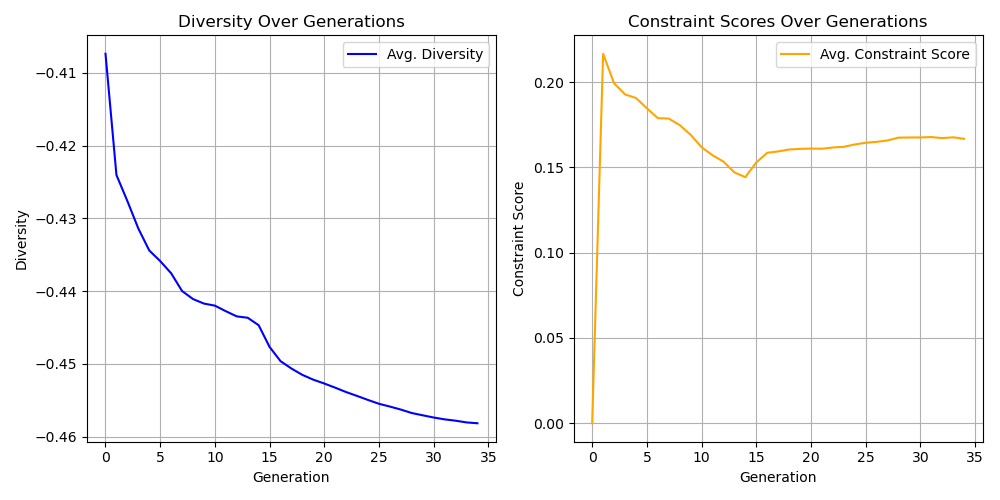 Diversity Over Generations
Avg. Diversity
−0.41
−0.42
−0.43
−0.44
−0.45
−0.46
Diversity
0 5 10 15 20 25 30 35
Generation
Constraint Scores Over Generations
Avg. Constraint Score
0.20
0.15
0.10
0.05
0.00
Constraint Score
0 5 10 15 20 25 30 35
Generation